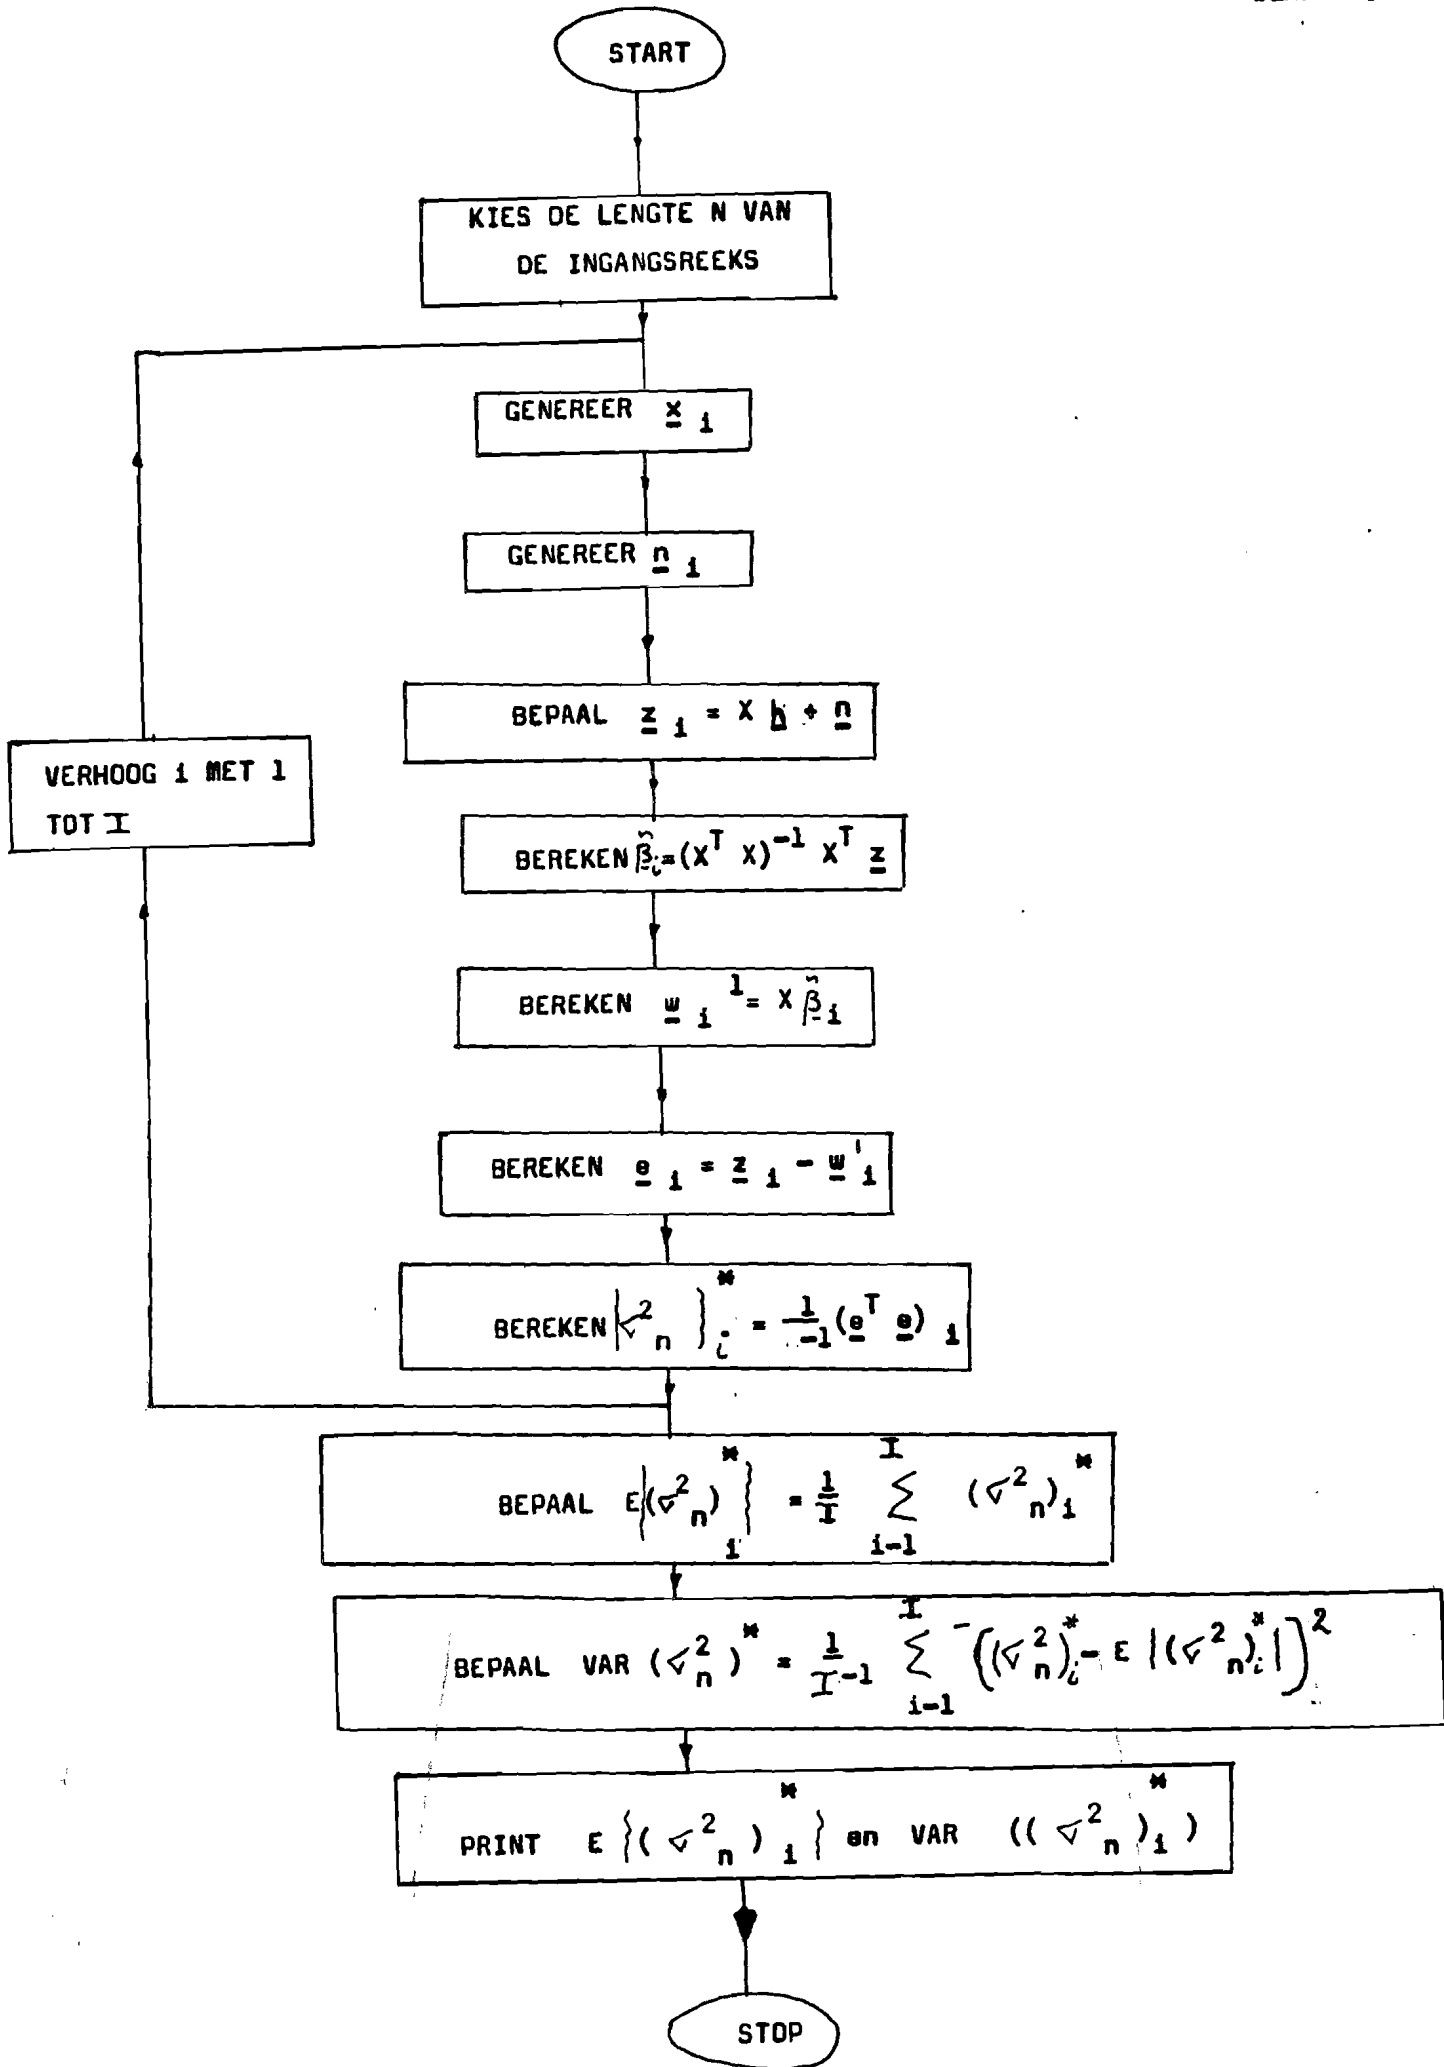 START
KIES DE LENGTE N VAN
DE INGANGSREEKS
GENEREER x i
GENEREER n i
BEPAAL z i = X h + n
VERHOOG i MET 1
TOT I
BEREKEN β̃i = (X^T X)^-1 X^T z
BEREKEN w i ^1 = X β̃ i
BEREKEN e i = z i - w' i
BEREKEN {σ²n}*i = 1/-1 (e^T e) i
BEPAAL E{(σ²n)*i} = 1/I Σ (σ²n)i*
I
i-1
BEPAAL VAR (σ²n)* = 1/I-1 Σ ((σ²n)*i - E |(σ²n)*i|)²
I
i-1
PRINT E {(σ²n)*i} en VAR ((σ²n)*i)
STOP